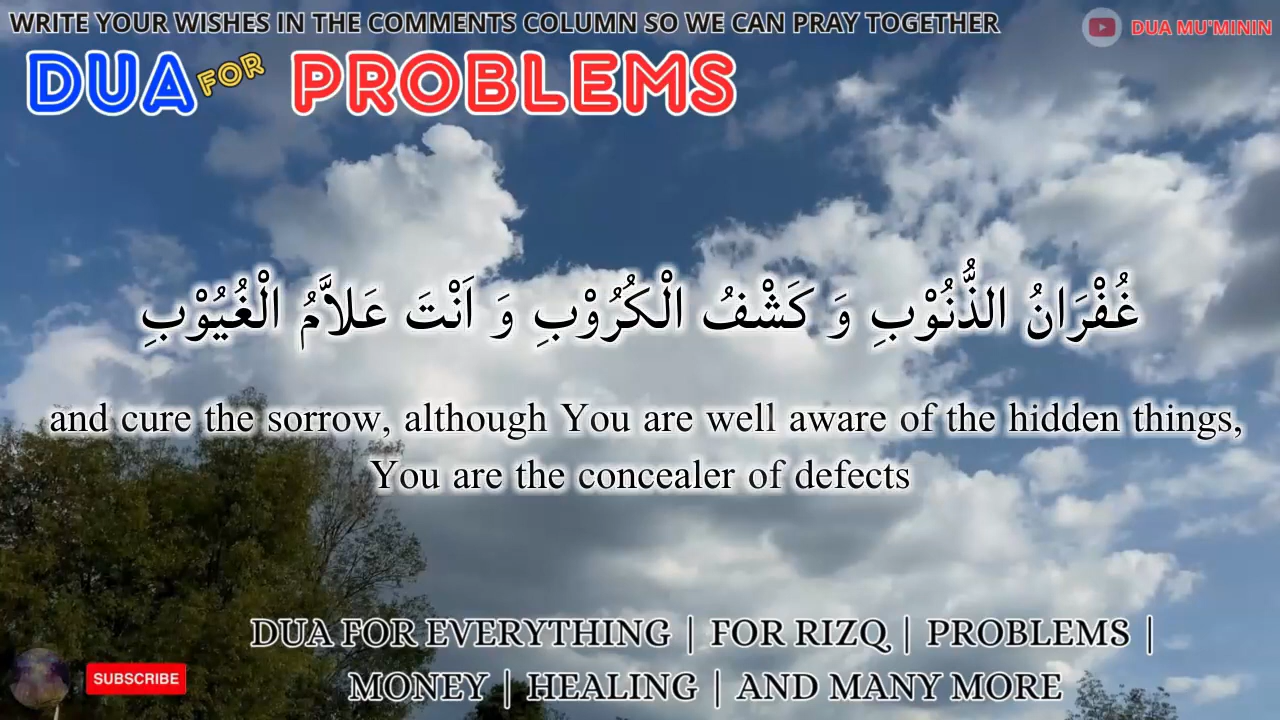 WRITE YOUR WISHES IN THE COMMENTS COLUMN SO WE CAN PRAY TOGETHER
DUA MU'MININ
DUA FOR PROBLEMS
غُفْرَانُ الذُّنُوْبِ وَ كَشْفُ الْكُرُوْبِ وَ اَنْتَ عَلاَّمُ الْغُيُوْبِ
and cure the sorrow, although You are well aware of the hidden things,
You are the concealer of defects
DUA FOR EVERYTHING | FOR RIZQ | PROBLEMS |
MONEY | HEALING | AND MANY MORE
SUBSCRIBE